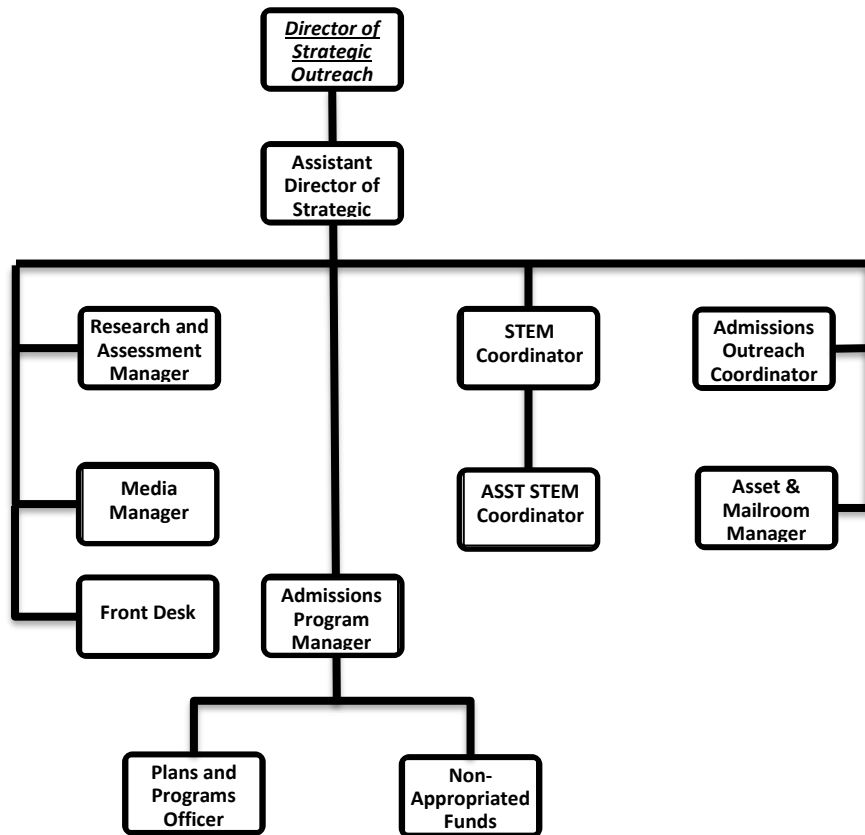 Director of
Strategic
Outreach
Assistant
Director of
Strategic
Research and
Assessment
Manager
STEM
Coordinator
Admissions
Outreach
Coordinator
Media
Manager
ASST STEM
Coordinator
Asset &
Mailroom
Manager
Front Desk
Admissions
Program
Manager
Plans and
Programs
Officer
Non-
Appropriated
Funds